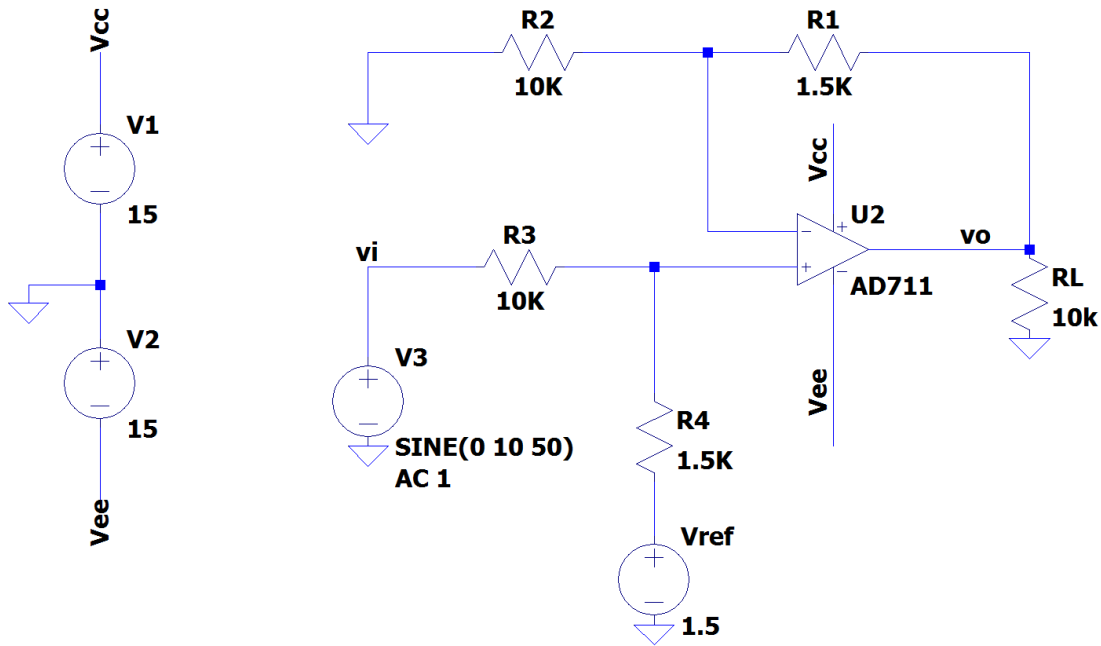 Vcc
V1
15
V2
15
Vee
R2
10K
R1
1.5K
Vcc
U2
AD711
Vee
vo
RL
10k
vi
R3
10K
V3
SINE(0 10 50)
AC 1
R4
1.5K
Vref
1.5